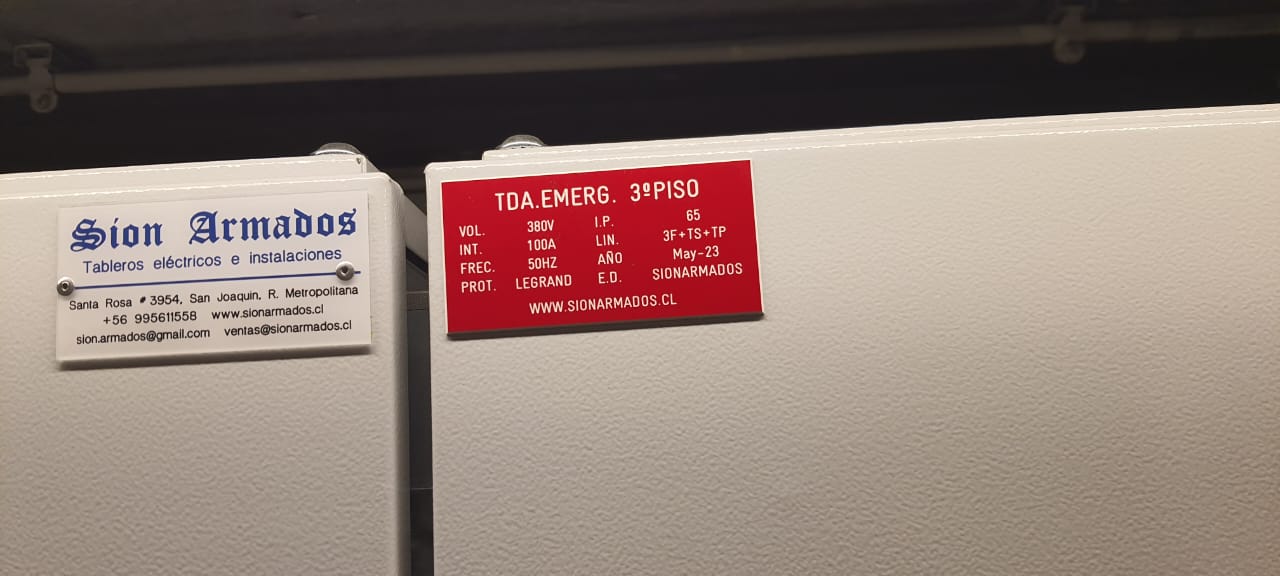 Sion Armados
Tableros eléctricos e instalaciones
Santa Rosa # 3954, San Joaquin, R. Metropolitana
+56 995611558 www.sionarmados.cl
sion.armados@gmail.com ventas@sionarmados.cl
TDA.EMERG. 3ºPISO
VOL. 380V I.P. 65
INT. 100A LIN. 3F+TS+TP
FREC. 50HZ AÑO May-23
PROT. LEGRAND E.D. SIONARMADOS
WWW.SIONARMADOS.CL